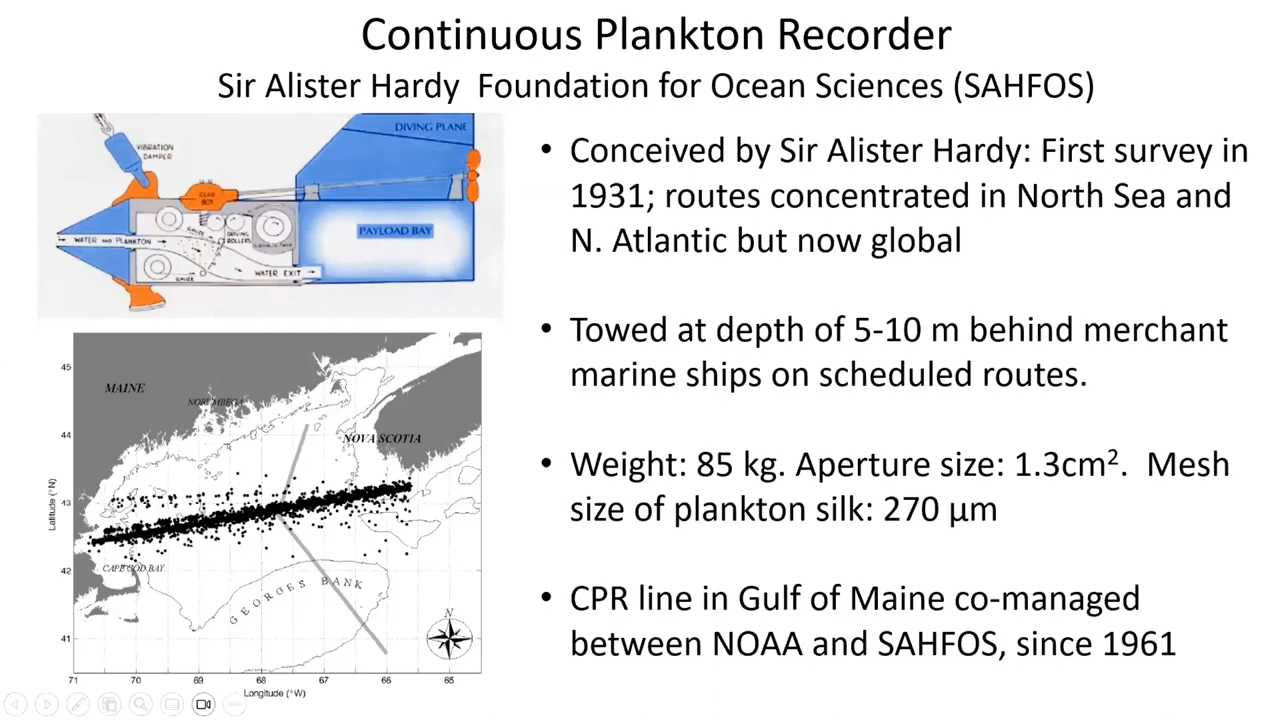 Continuous Plankton Recorder
Sir Alister Hardy Foundation for Ocean Sciences (SAHFOS)
DIVING PLANE
VIBRATION
DAMPER
GEAR
BOX
WATER AND PLANKTON
GAUZE
DRIVING
ROLLERS
PAYLOAD BAY
GAUZE
WATER EXIT
• Conceived by Sir Alister Hardy: First survey in
1931; routes concentrated in North Sea and
N. Atlantic but now global
• Towed at depth of 5-10 m behind merchant
marine ships on scheduled routes.
• Weight: 85 kg. Aperture size: 1.3cm². Mesh
size of plankton silk: 270 µm
• CPR line in Gulf of Maine co-managed
between NOAA and SAHFOS, since 1961
45
MAINE
NORUMBEGA
44
NOVA SCOTIA
43
Latitude (°N)
42
CAPE COD BAY
GEORGES BANK
41
N
71 70 69 68 67 66 65
Longitude (°W)